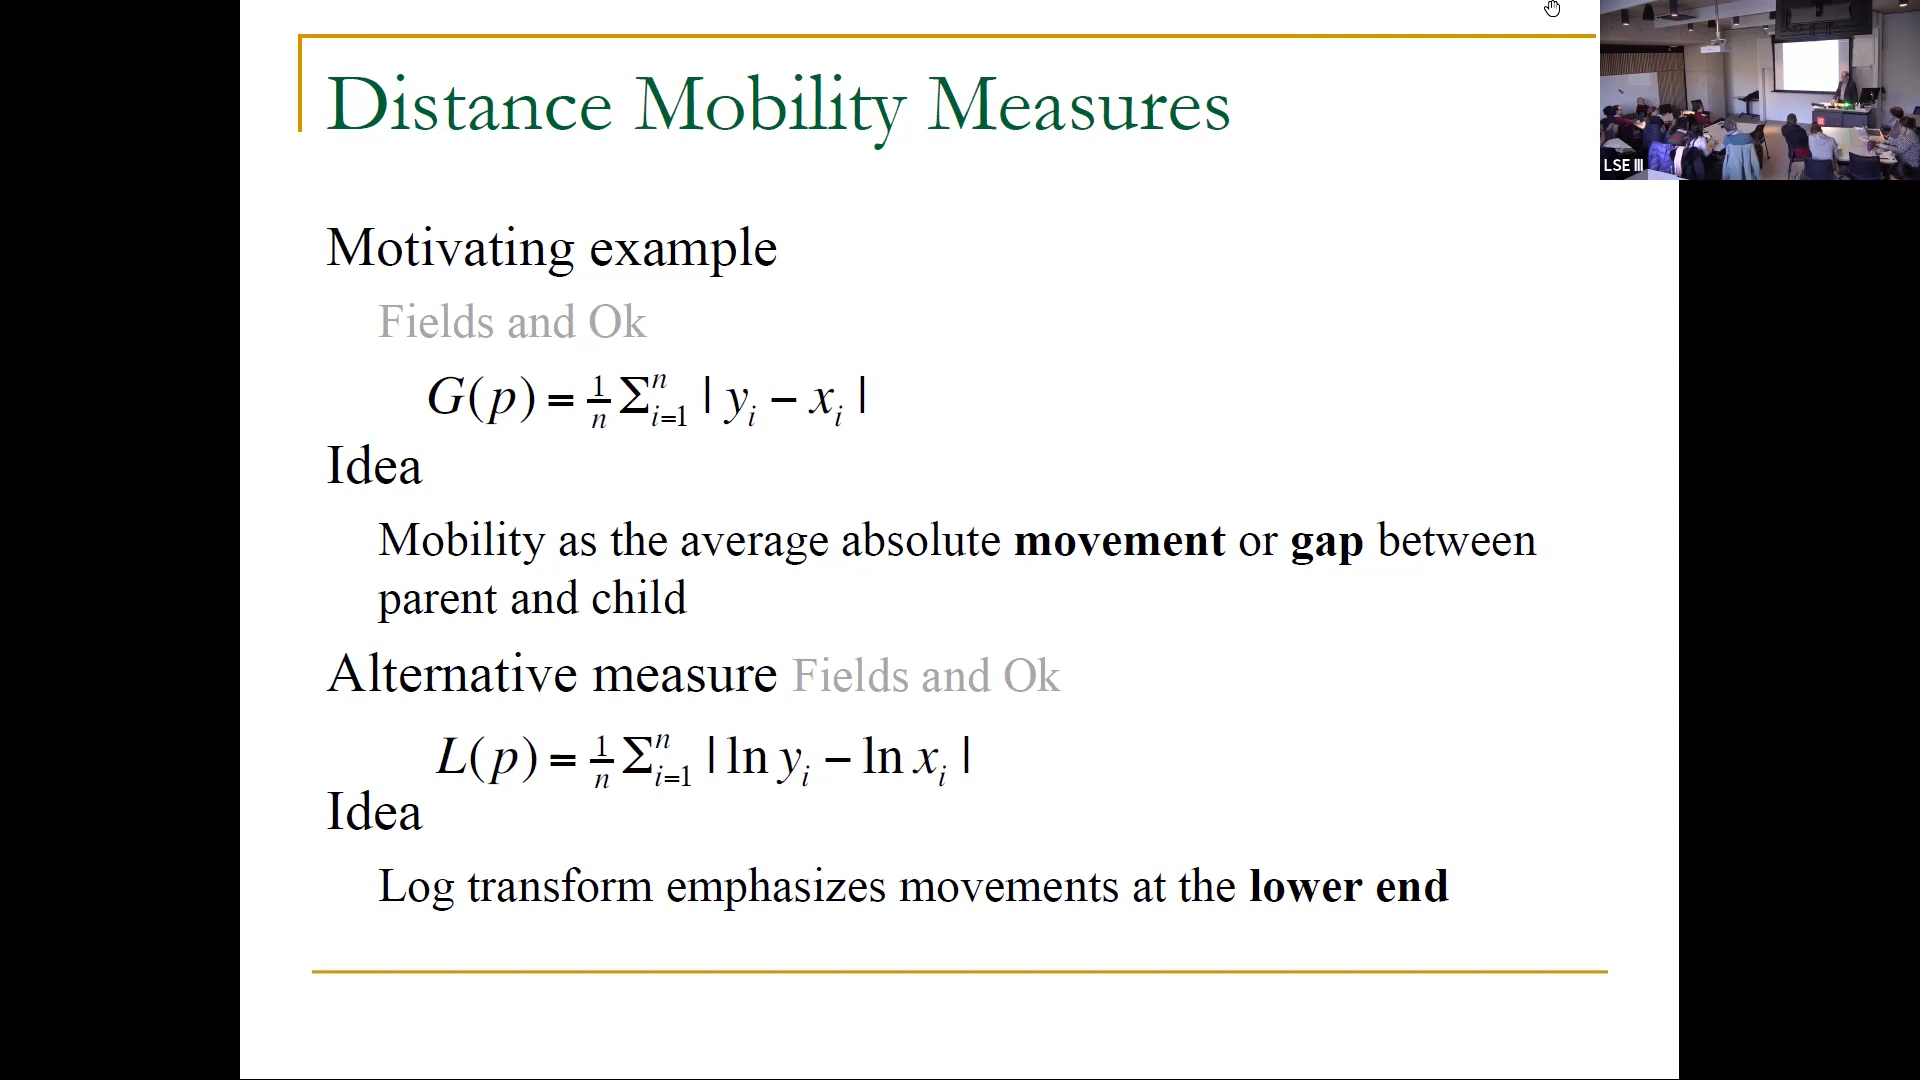 Distance Mobility Measures
LSE III
Motivating example
Fields and Ok
G(p) = 1/n Σ_{i=1}^{n} | y_i − x_i |
Idea
Mobility as the average absolute movement or gap between
parent and child
Alternative measure Fields and Ok
L(p) = 1/n Σ_{i=1}^{n} | ln y_i − ln x_i |
Idea
Log transform emphasizes movements at the lower end